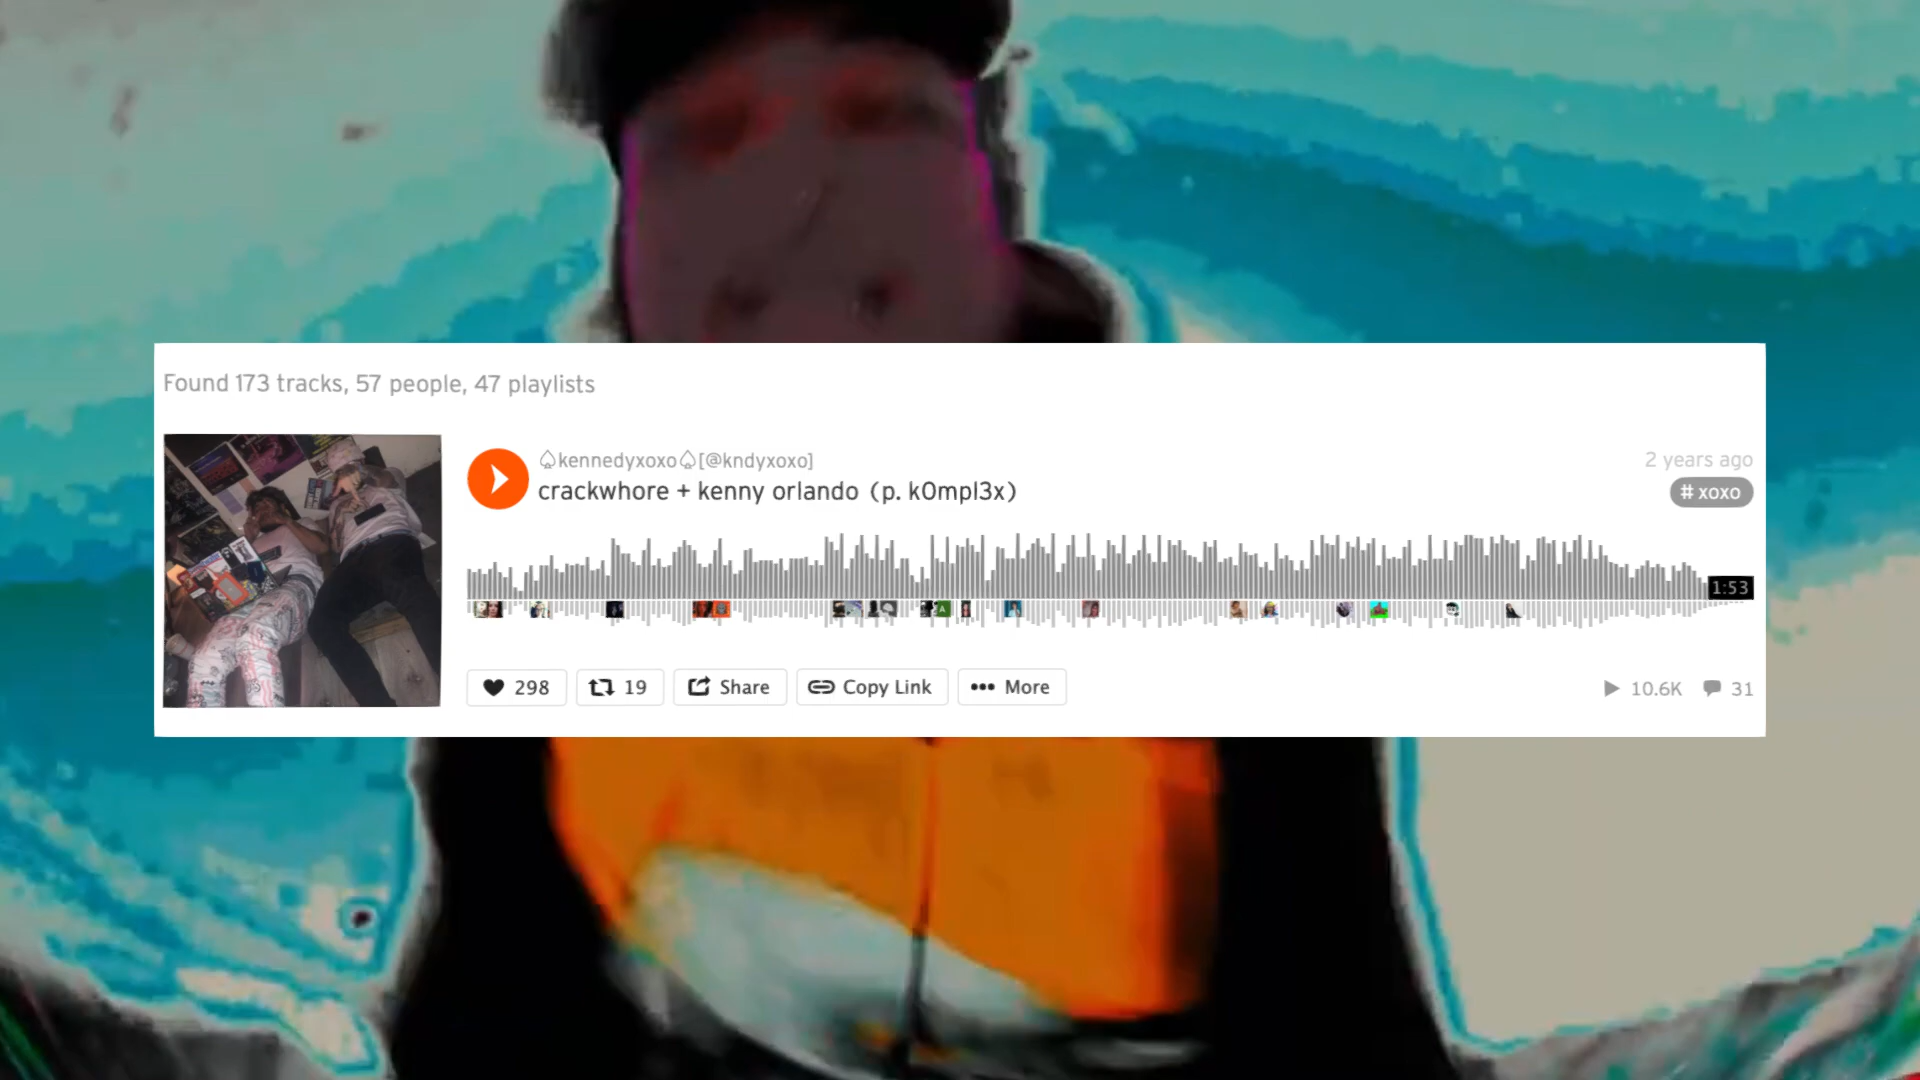 Found 173 tracks, 57 people, 47 playlists
♤kennedyxoxo♤[@kndyxoxo]
2 years ago
crackwhore + kenny orlando (p. k0mpl3x)
# xoxo
1:53
A
298
19
Share
Copy Link
More
10.6K
31